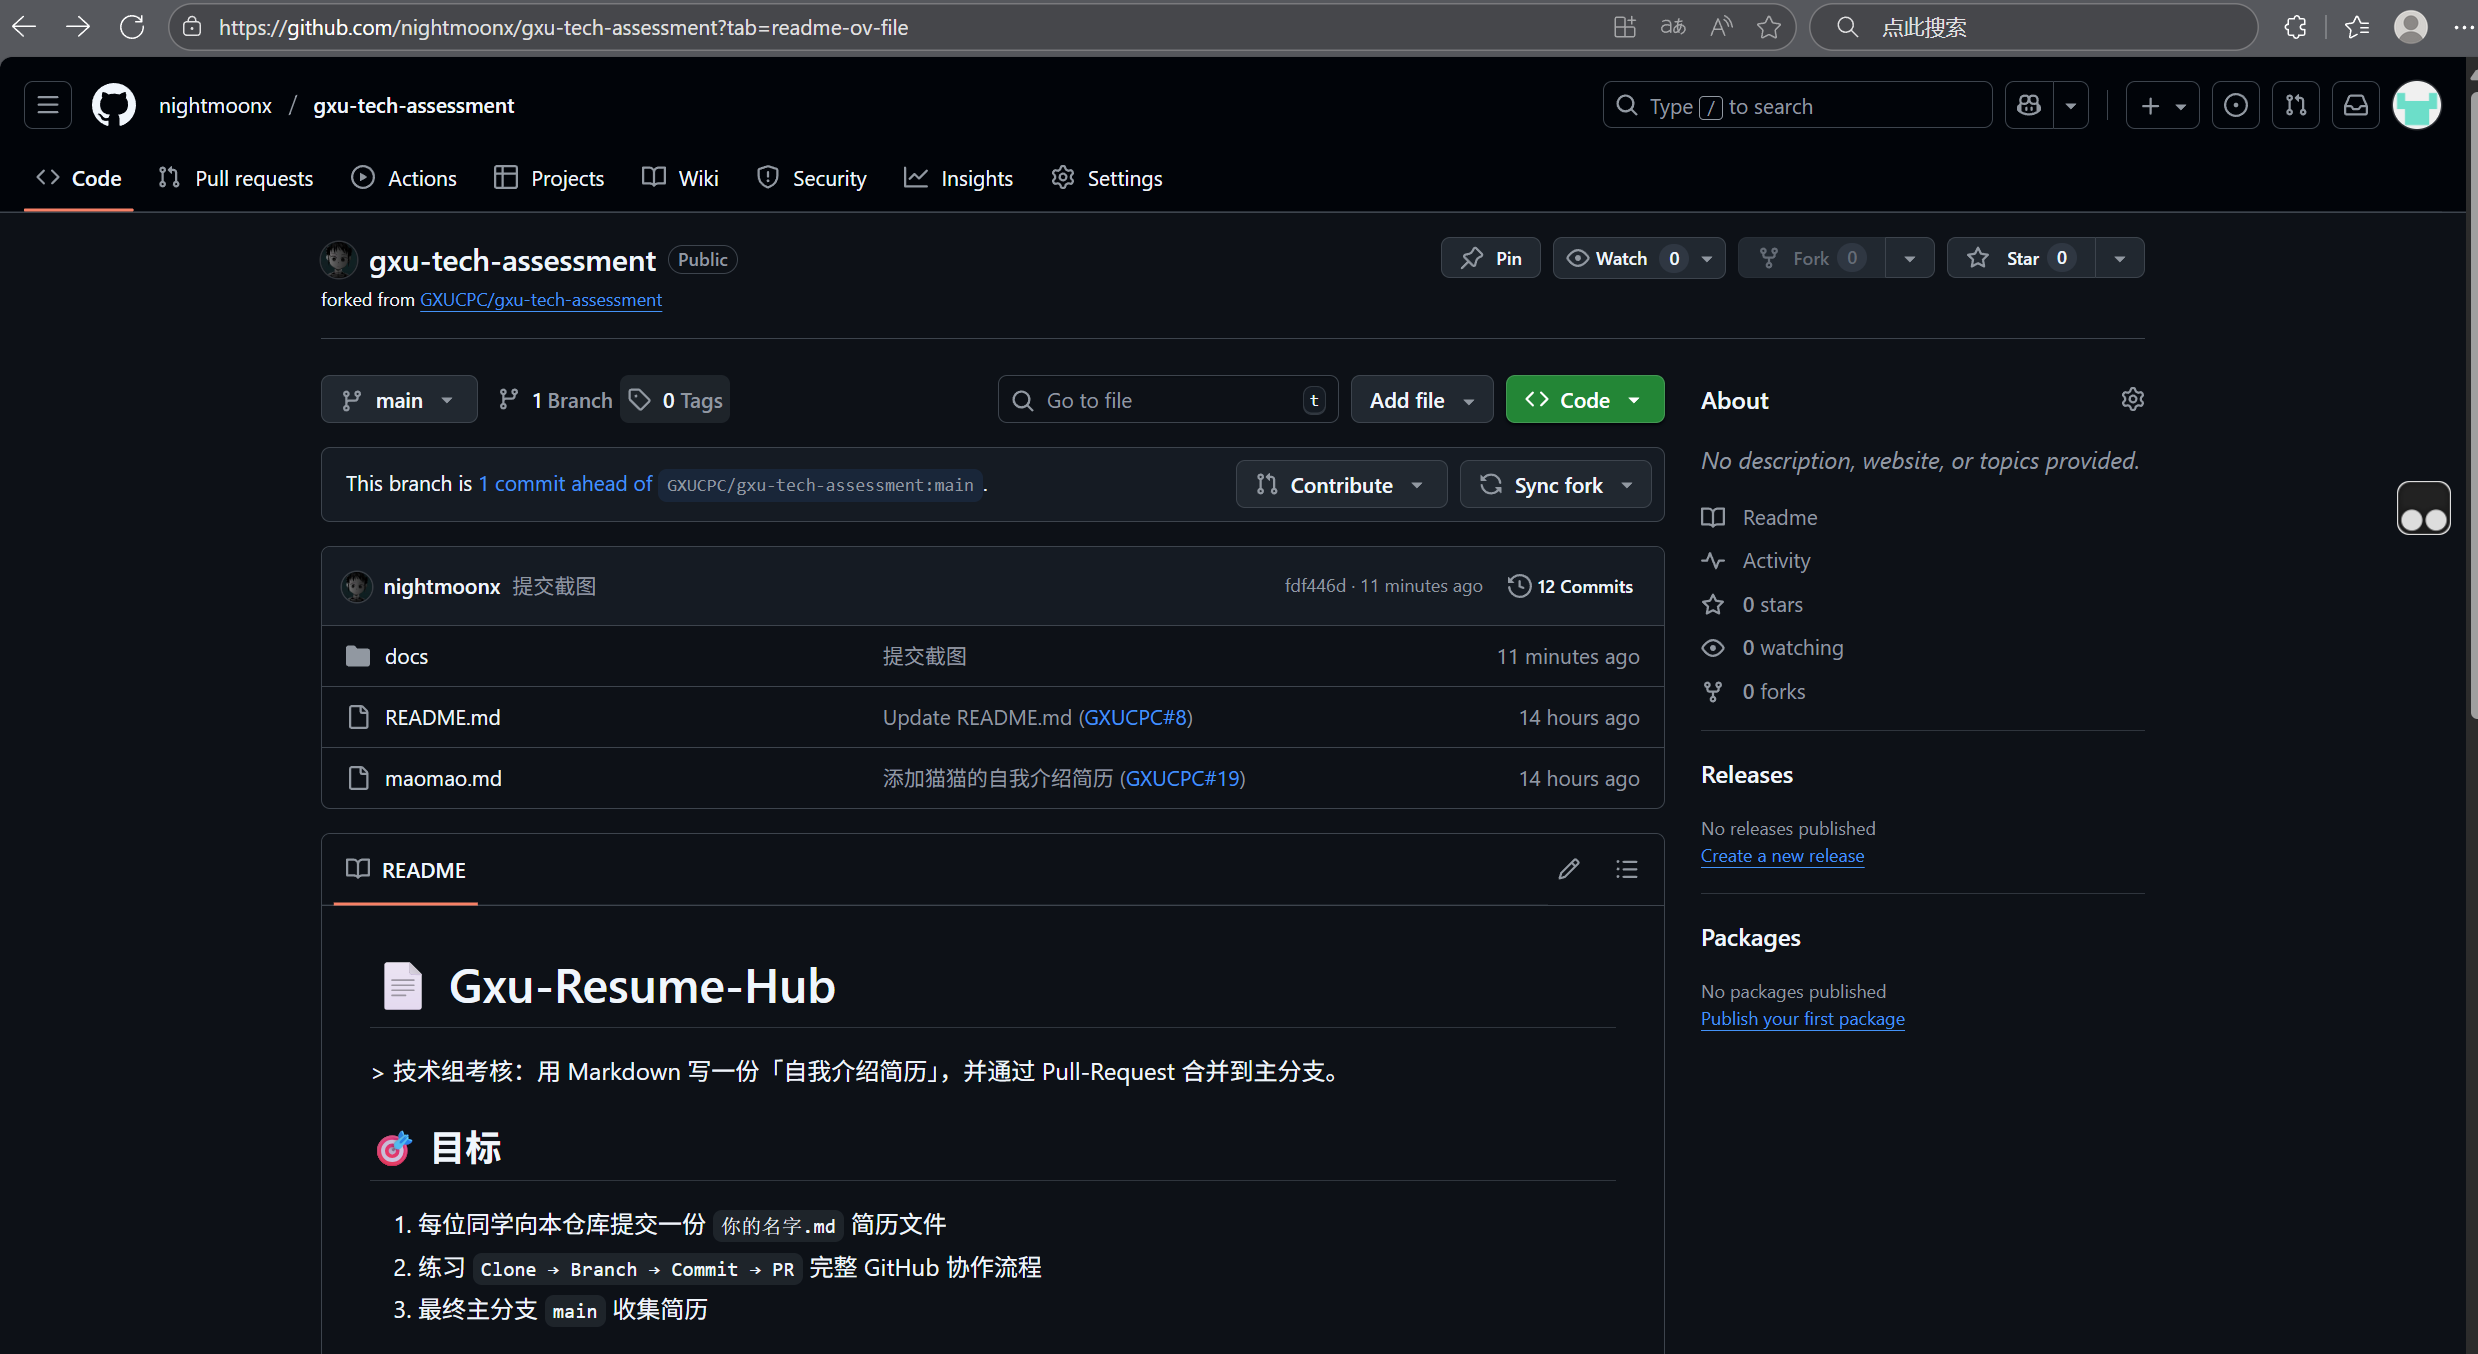 https://github.com/nightmoonx/gxu-tech-assessment?tab=readme-ov-file
点此搜索
nightmoonx / gxu-tech-assessment
Type / to search
Code
Pull requests
Actions
Projects
Wiki
Security
Insights
Settings
gxu-tech-assessment Public
Pin
Watch 0
Fork 0
Star 0
forked from GXUCPC/gxu-tech-assessment
main
1 Branch
0 Tags
Go to file t
Add file
Code
This branch is 1 commit ahead of GXUCPC/gxu-tech-assessment:main .
Contribute
Sync fork
nightmoonx 提交截图 fdf446d · 11 minutes ago 12 Commits
docs 提交截图 11 minutes ago
README.md Update README.md (GXUCPC#8) 14 hours ago
maomao.md 添加猫猫的自我介绍简历 (GXUCPC#19) 14 hours ago
README
Gxu-Resume-Hub
> 技术组考核：用 Markdown 写一份「自我介绍简历」，并通过 Pull-Request 合并到主分支。
目标
1. 每位同学向本仓库提交一份 你的名字.md 简历文件
2. 练习 Clone → Branch → Commit → PR 完整 GitHub 协作流程
3. 最终主分支 main 收集简历
About
No description, website, or topics provided.
Readme
Activity
0 stars
0 watching
0 forks
Releases
No releases published
Create a new release
Packages
No packages published
Publish your first package